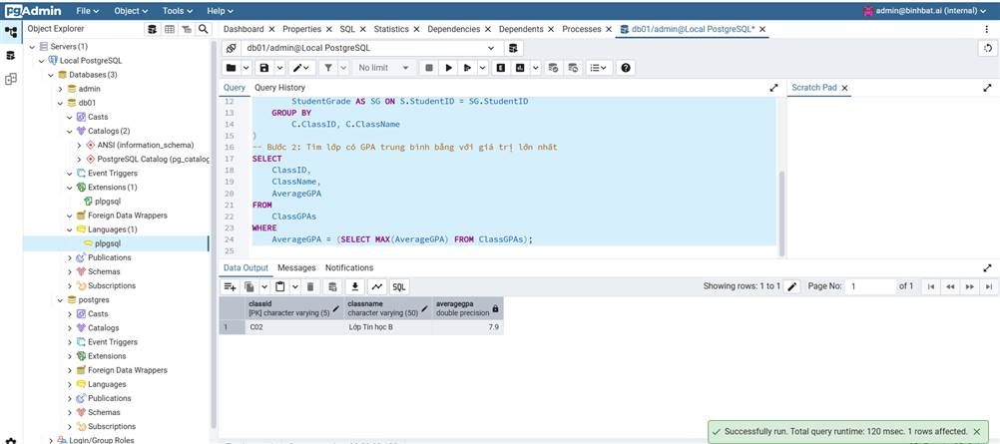 pgAdmin File Object Tools Help admin@binhbat.ai (internal)
Object Explorer
Dashboard Properties SQL Statistics Dependencies Dependents Processes db01/admin@Local PostgreSQL*
Servers (1)
Local PostgreSQL
Databases (3)
admin
db01
Casts
Catalogs (2)
ANSI (information_schema)
PostgreSQL Catalog (pg_catalog
Event Triggers
Extensions (1)
plpgsql
Foreign Data Wrappers
Languages (1)
plpgsql
Publications
Schemas
Subscriptions
postgres
Casts
Catalogs
Event Triggers
Extensions
Foreign Data Wrappers
Languages
Publications
Schemas
Subscriptions
Login/Group Roles
db01/admin@Local PostgreSQL
No limit
Query Query History
Scratch Pad
12 StudentGrade AS SG ON S.StudentID = SG.StudentID
13 GROUP BY
14 C.ClassID, C.ClassName
15 )
16 -- Bước 2: Tìm lớp có GPA trung bình bằng với giá trị lớn nhất
17 SELECT
18 ClassID,
19 ClassName,
20 AverageGPA
21 FROM
22 ClassGPAs
23 WHERE
24 AverageGPA = (SELECT MAX(AverageGPA) FROM ClassGPAs);
25
Data Output Messages Notifications
SQL
Showing rows: 1 to 1 Page No: 1 of 1
classid classname averagegpa
[PK] character varying (5) character varying (50) double precision
1 C02 Lớp Tin học B 7.9
Successfully run. Total query runtime: 120 msec. 1 rows affected.